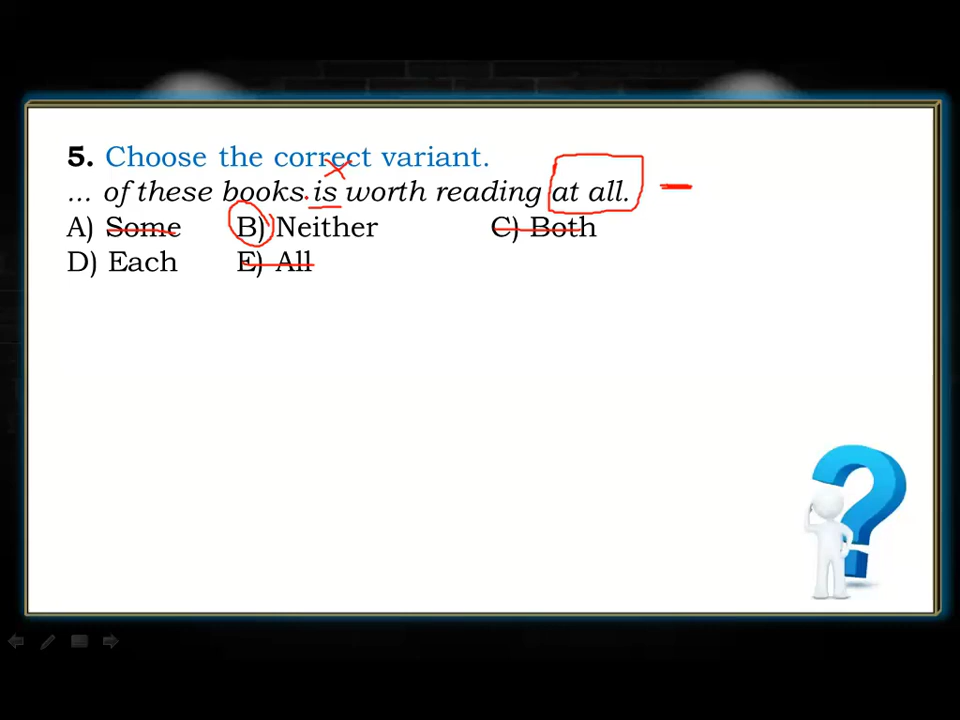 5. Choose the correct variant.
... of these books is worth reading at all.
A) Some B) Neither C) Both
D) Each E) All